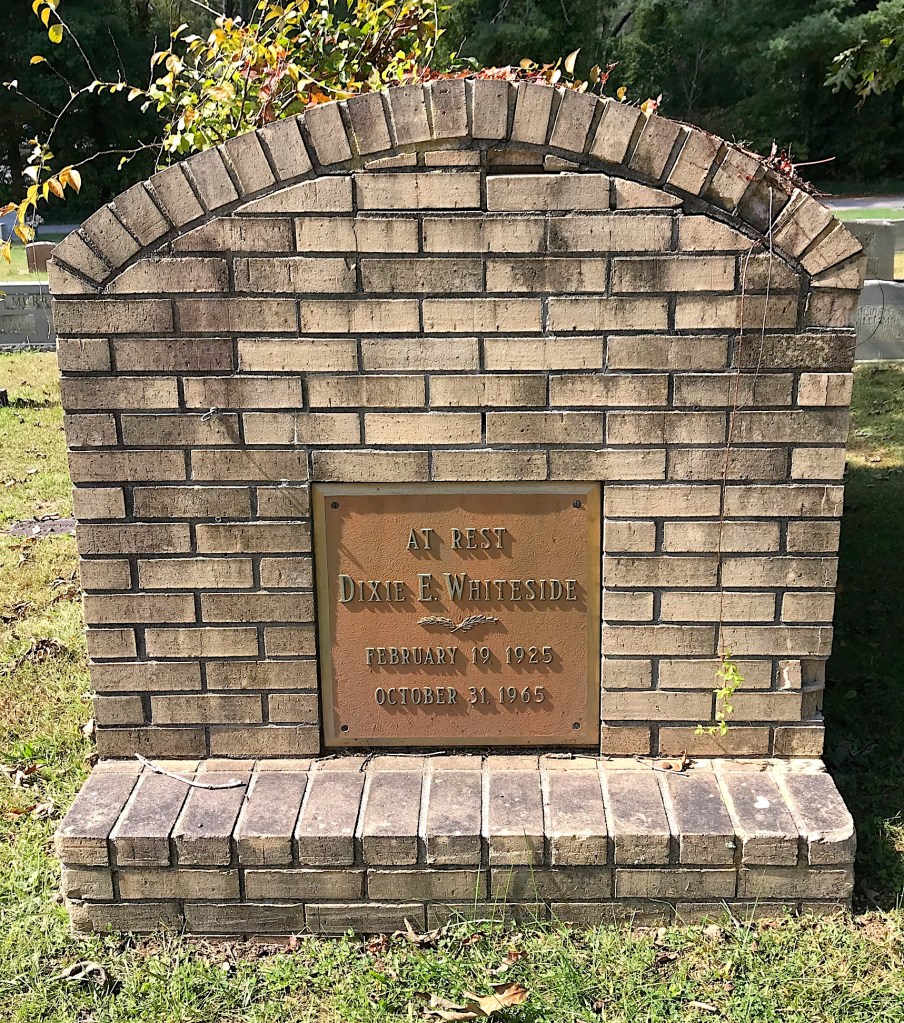 AT REST
DIXIE E. WHITESIDE
FEBRUARY 19, 1925
OCTOBER 31, 1965